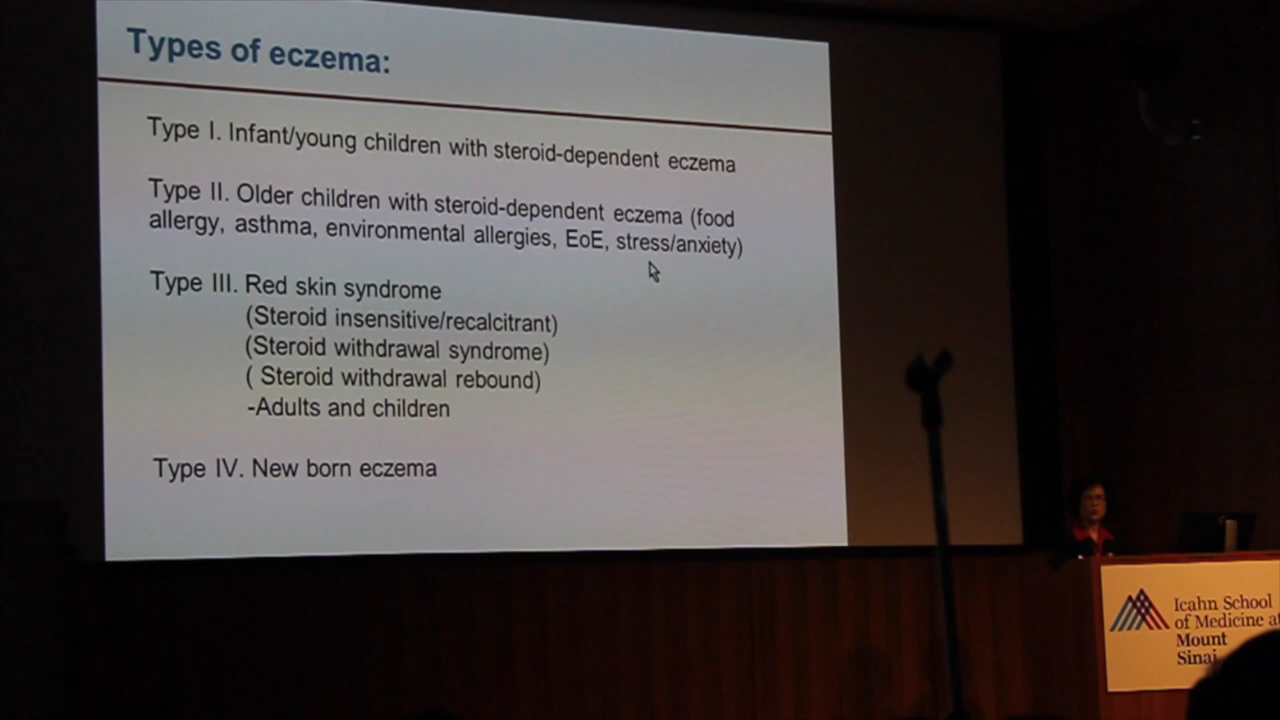 Types of eczema:
Type I. Infant/young children with steroid-dependent eczema
Type II. Older children with steroid-dependent eczema (food
allergy, asthma, environmental allergies, EoE, stress/anxiety)
Type III. Red skin syndrome
(Steroid insensitive/recalcitrant)
(Steroid withdrawal syndrome)
( Steroid withdrawal rebound)
-Adults and children
Type IV. New born eczema
Icahn School
of Medicine at
Mount
Sinai